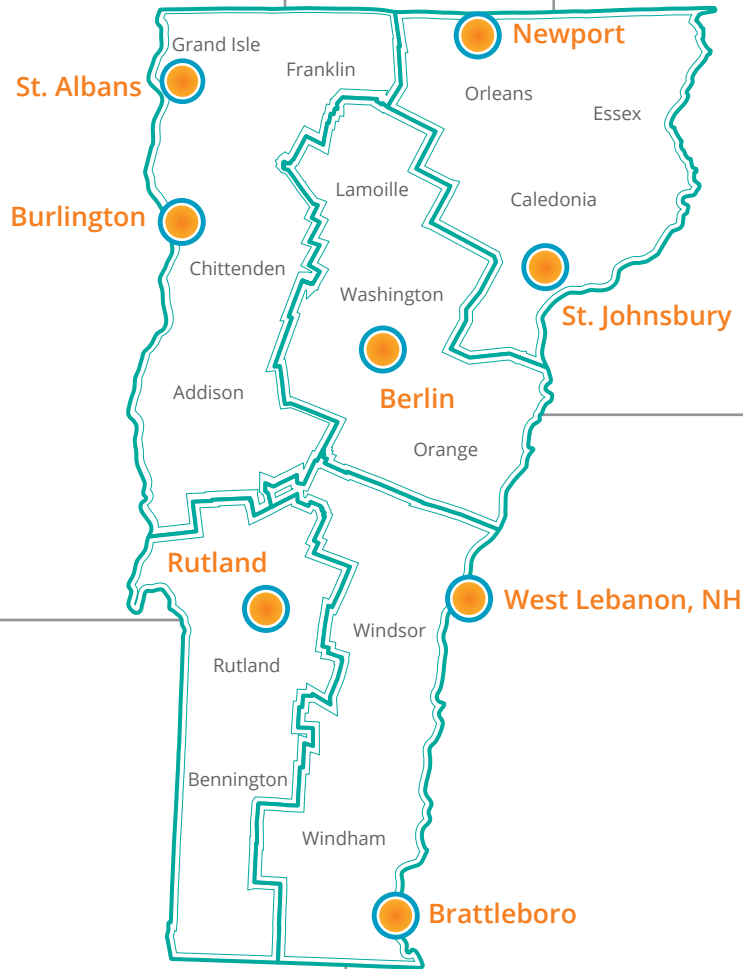 Newport
Grand Isle
Franklin
St. Albans
Orleans
Essex
Lamoille
Caledonia
Burlington
Chittenden
Washington
St. Johnsbury
Addison
Berlin
Orange
Rutland
West Lebanon, NH
Windsor
Rutland
Bennington
Windham
Brattleboro